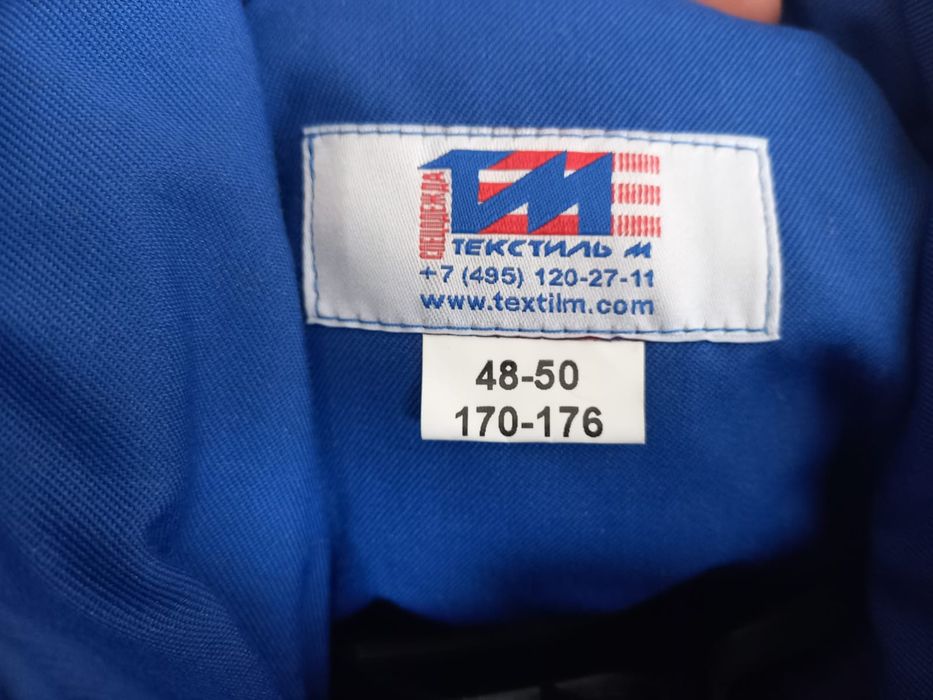 СПЕЦОДЕЖДА
ТМ
ТЕКСТИЛЬ М
+7 (495) 120-27-11
www.textilm.com
48-50
170-176